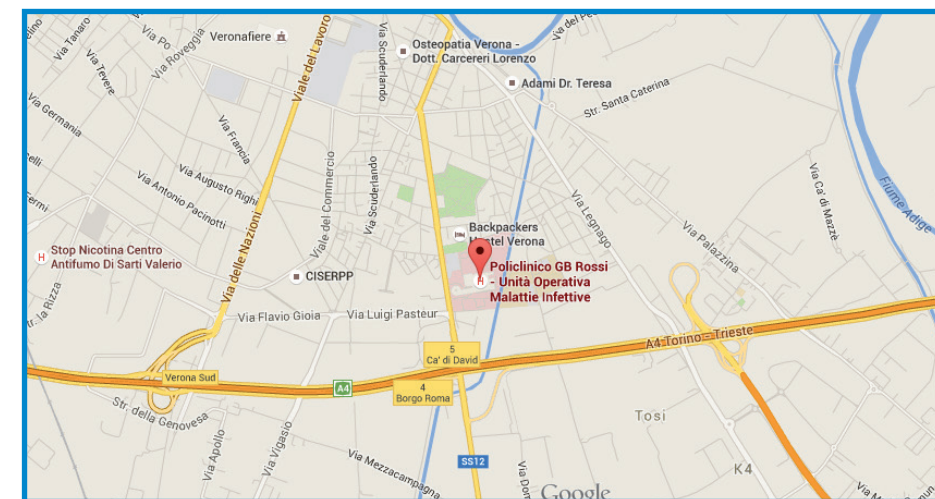 Via Tanaro
Via Po
Via Roveggia
Via Tevere
Veronafiere
Viale del Lavoro
Via Scuderlando
Osteopatia Verona -
Dott. Carcereri Lorenzo
Adami Dr. Teresa
Str. Santa Caterina
Via Germania
Via Francia
Via Augusto Righi
Via Antonio Pacinotti
Viale del Commercio
Via Scuderlando
Via Legnago
Via Palazzina
Via Ca' di Mazzè
Fiume Adige
Stop Nicotina Centro
Antifumo Di Sarti Valerio
Via delle Nazioni
CISERPP
Backpackers
Hostel Verona
H
H
Policlinico GB Rossi
- Unità Operativa
Malattie Infettive
Via Flavio Gioia
Via Luigi Pasteur
A4 Torino - Trieste
5
Ca' di David
Verona Sud
A4
4
Borgo Roma
Str. della Genovesa
Via Apollo
Via Vigasio
Via Mezzacampagna
SS12
Tosi
K4
Google